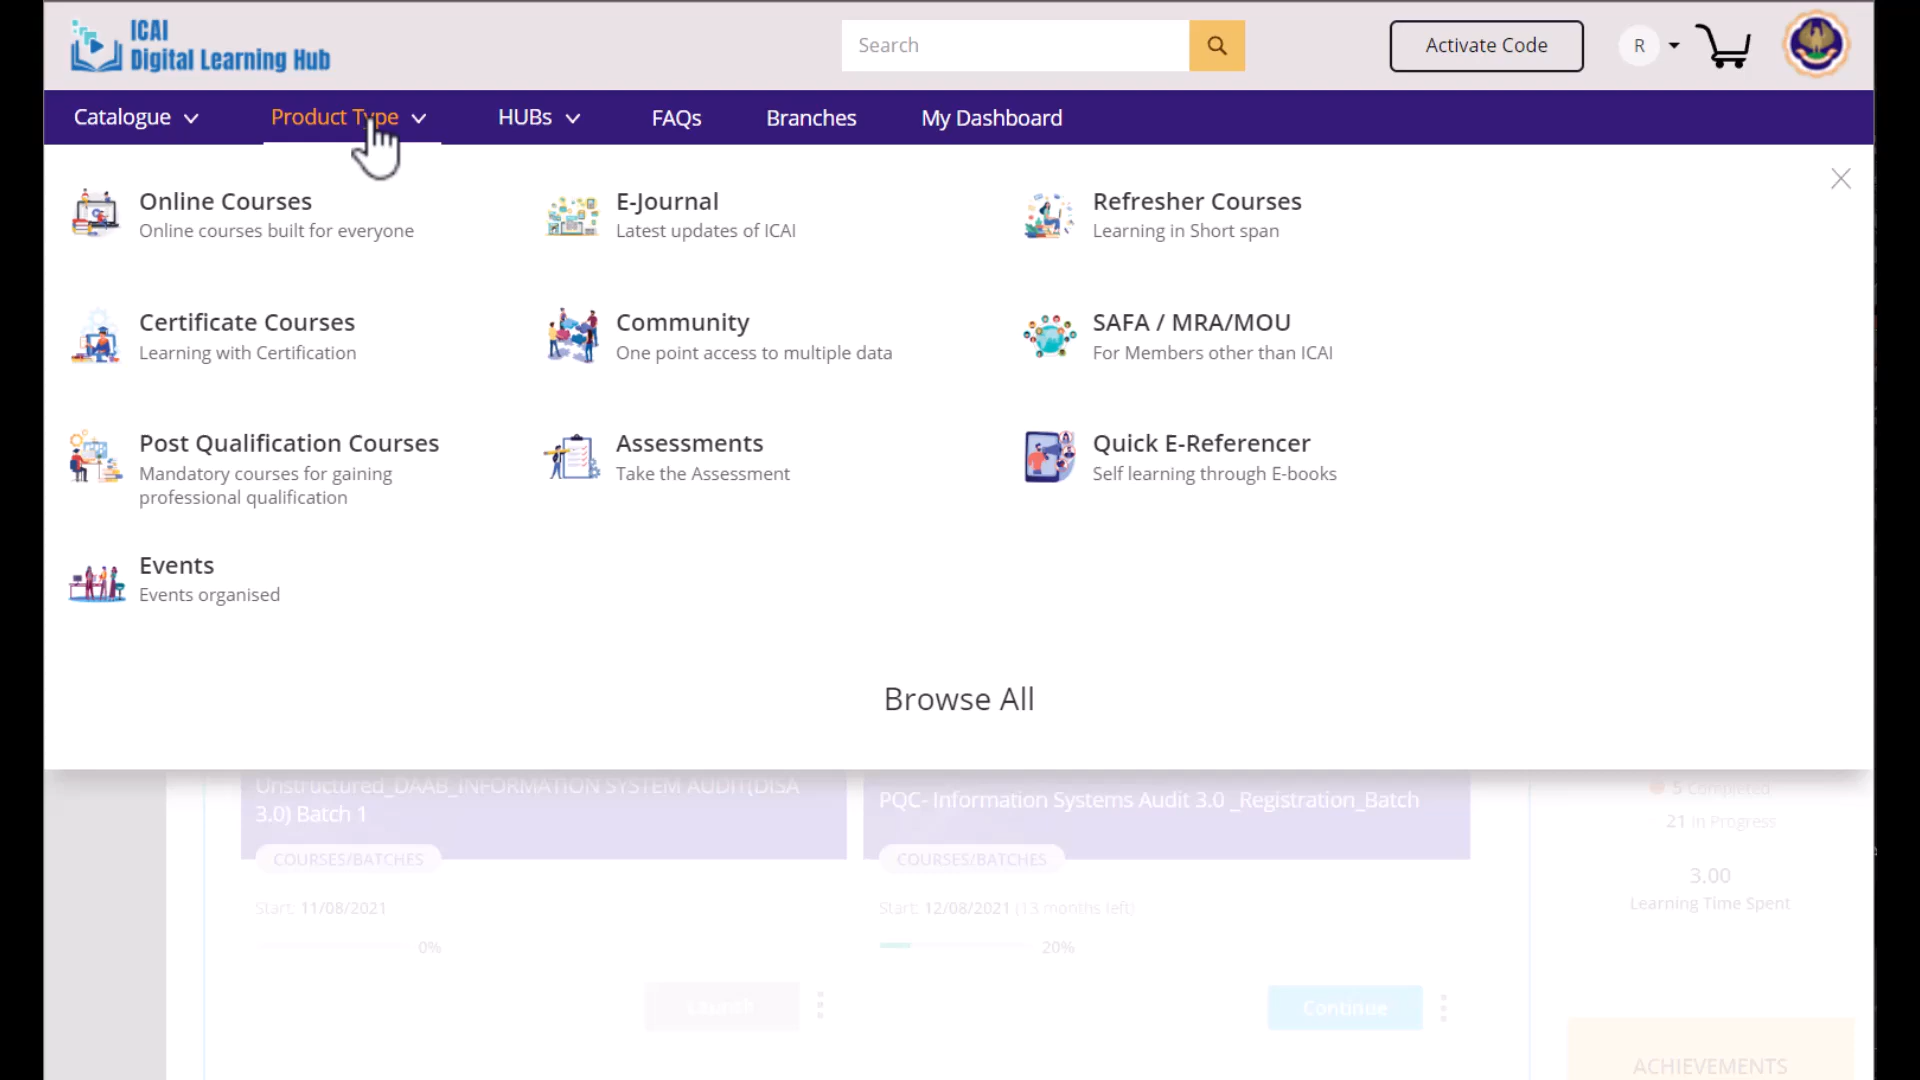 ICAI
Digital Learning Hub
Search
Activate Code
R
Catalogue
Product Type
HUBs
FAQs
Branches
My Dashboard
Online Courses
Online courses built for everyone
E-Journal
Latest updates of ICAI
Refresher Courses
Learning in Short span
Certificate Courses
Learning with Certification
Community
One point access to multiple data
SAFA / MRA/MOU
For Members other than ICAI
Post Qualification Courses
Mandatory courses for gaining
professional qualification
Assessments
Take the Assessment
Quick E-Referencer
Self learning through E-books
Events
Events organised
Browse All
Unstructured_DAAB_INFORMATION SYSTEM AUDIT(DISA
3.0) Batch 1
PQC- Information Systems Audit 3.0 _Registration_Batch
5 Completed
21 In Progress
COURSES/BATCHES
COURSES/BATCHES
3.00
Learning Time Spent
Start: 11/08/2021
Start: 12/08/2021 (13 months left)
0%
20%
Launch
Continue
ACHIEVEMENTS